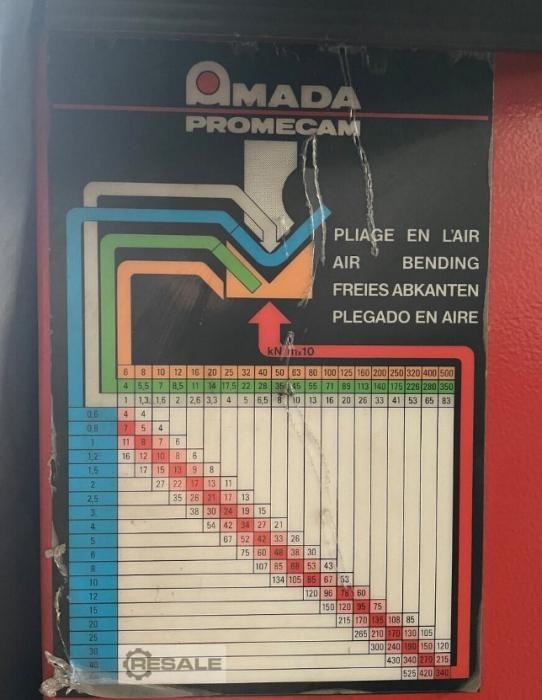 AMADA
PROMECAM
PLIAGE EN L'AIR
AIR BENDING
FREIES ABKANTEN
PLEGADO EN AIRE
kN/m×10
6 8 10 12 16 20 25 32 40 50 63 80 100 125 160 200 250 320 400 500
4 5,5 7 8,5 11 14 17,5 22 28 35 45 55 71 89 113 140 175 226 280 350
1 1,3 1,6 2 2,6 3,3 4 5 6,5 8 10 13 16 20 26 33 41 53 65 83
0,6 4 4
0,8 7 5 4
1 11 8 7 6
1,2 16 12 10 8 6
1,5 17 15 13 9 8
2 27 22 17 13 11
2,5 35 26 21 17 13
3 38 30 24 19 15
4 54 42 34 27 21
5 67 52 42 33 26
6 75 60 48 38 30
8 107 85 68 53 43
10 134 105 85 67 53
12 120 96 78 60
15 150 120 95 75
20 215 170 135 108 85
25 265 210 170 130 105
30 300 240 190 150 120
40 430 340 270 215
525 420 340
RESALE